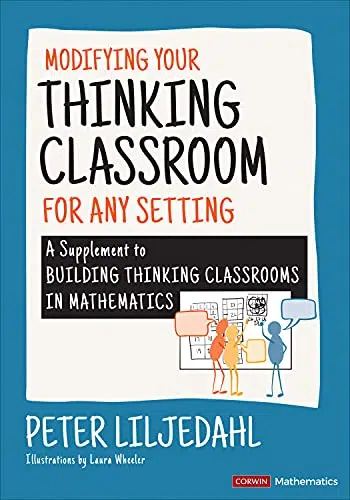 MODIFYING YOUR
THINKING
CLASSROOM
FOR ANY SETTING
A Supplement to
BUILDING THINKING CLASSROOMS
IN MATHEMATICS
PETER LILJEDAHL
Illustrations by Laura Wheeler
CORWIN Mathematics